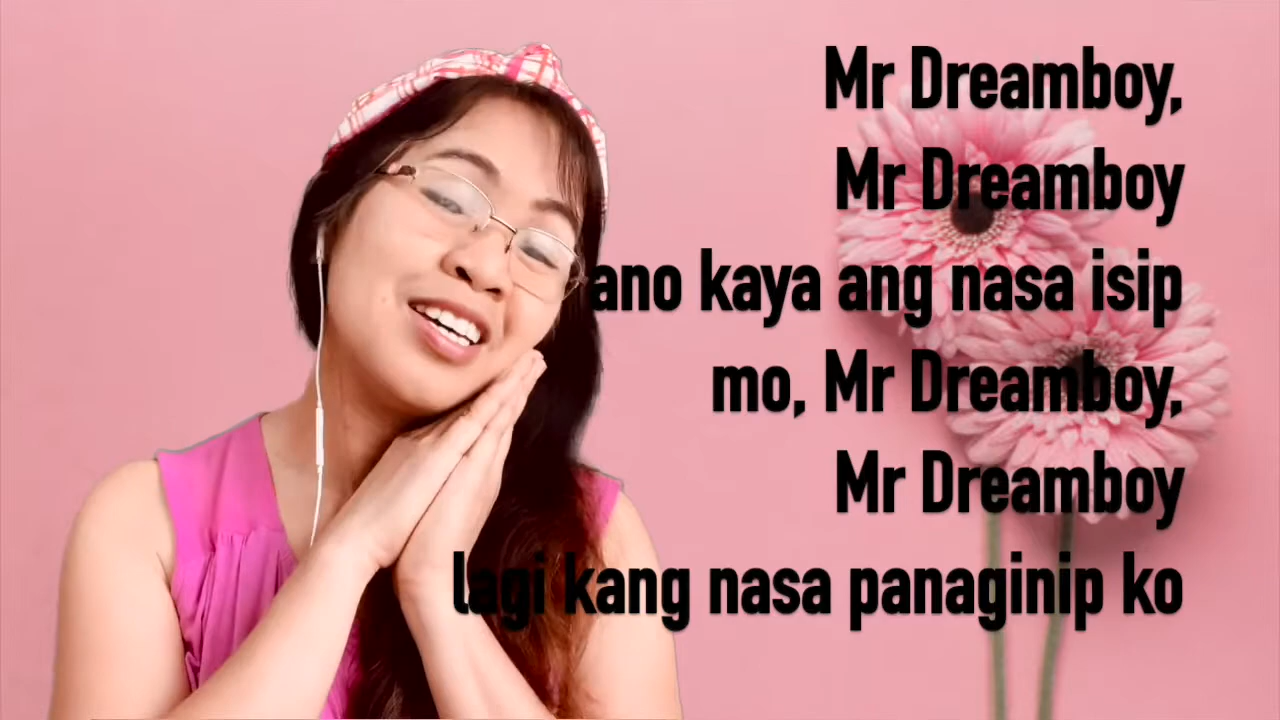 Mr Dreamboy,
Mr Dreamboy
ano kaya ang nasa isip
mo, Mr Dreamboy,
Mr Dreamboy
lagi kang nasa panaginip ko